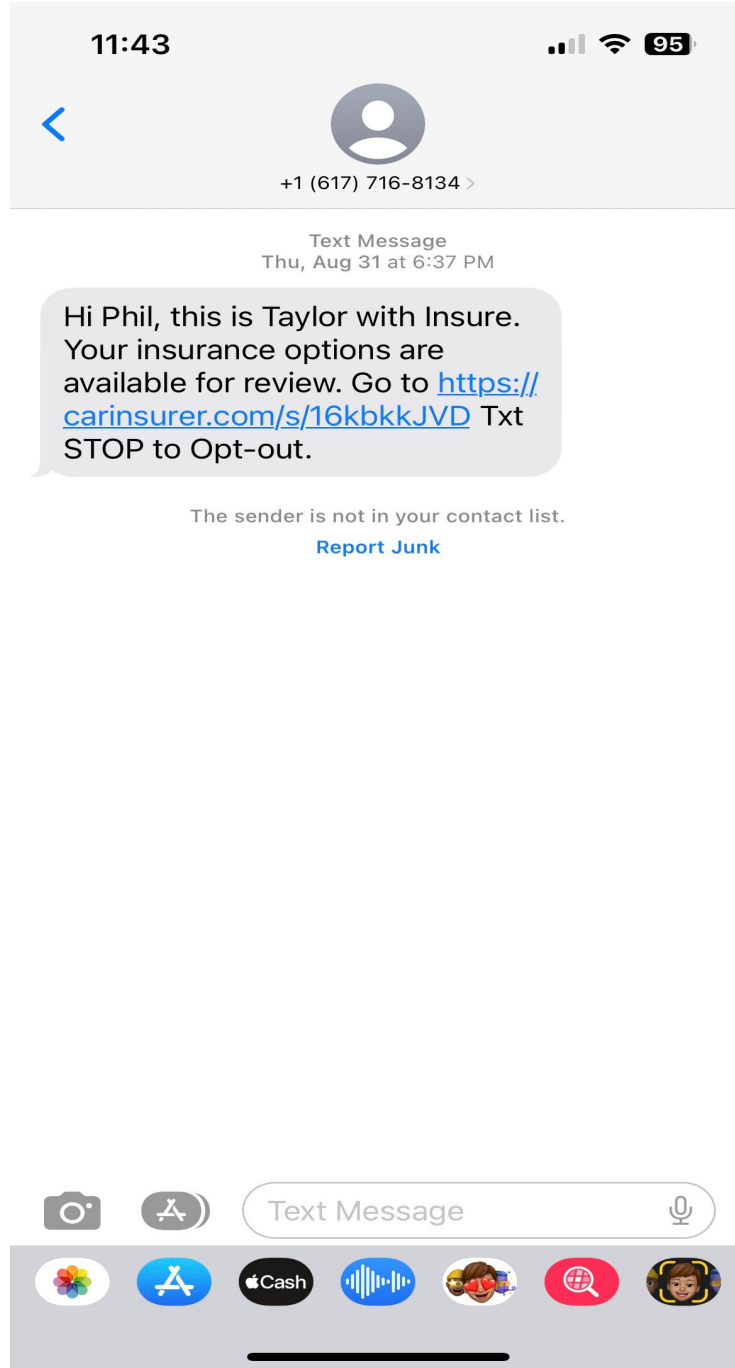 11:43
95
+1 (617) 716-8134 >
Text Message
Thu, Aug 31 at 6:37 PM
Hi Phil, this is Taylor with Insure.
Your insurance options are
available for review. Go to https://
carinsurer.com/s/16kbkkJVD Txt
STOP to Opt-out.
The sender is not in your contact list.
Report Junk
Text Message
Cash